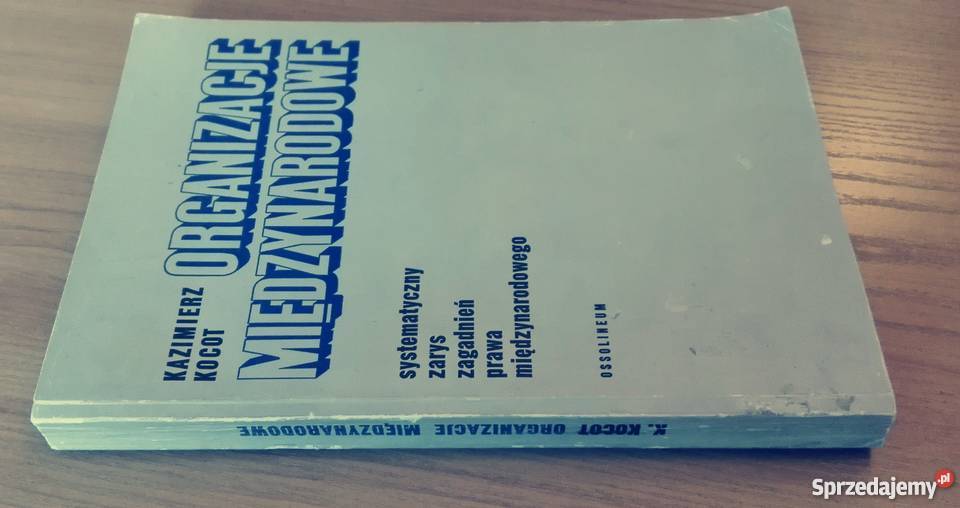 KAZIMIERZ
KOCOT
ORGANIZACJE
MIĘDZYNARODOWE
systematyczny
zarys
zagadnień
prawa
międzynarodowego
OSSOLINEUM
K. KOCOT ORGANIZACJE MIĘDZYNARODOWE
Sprzedajemy.pl